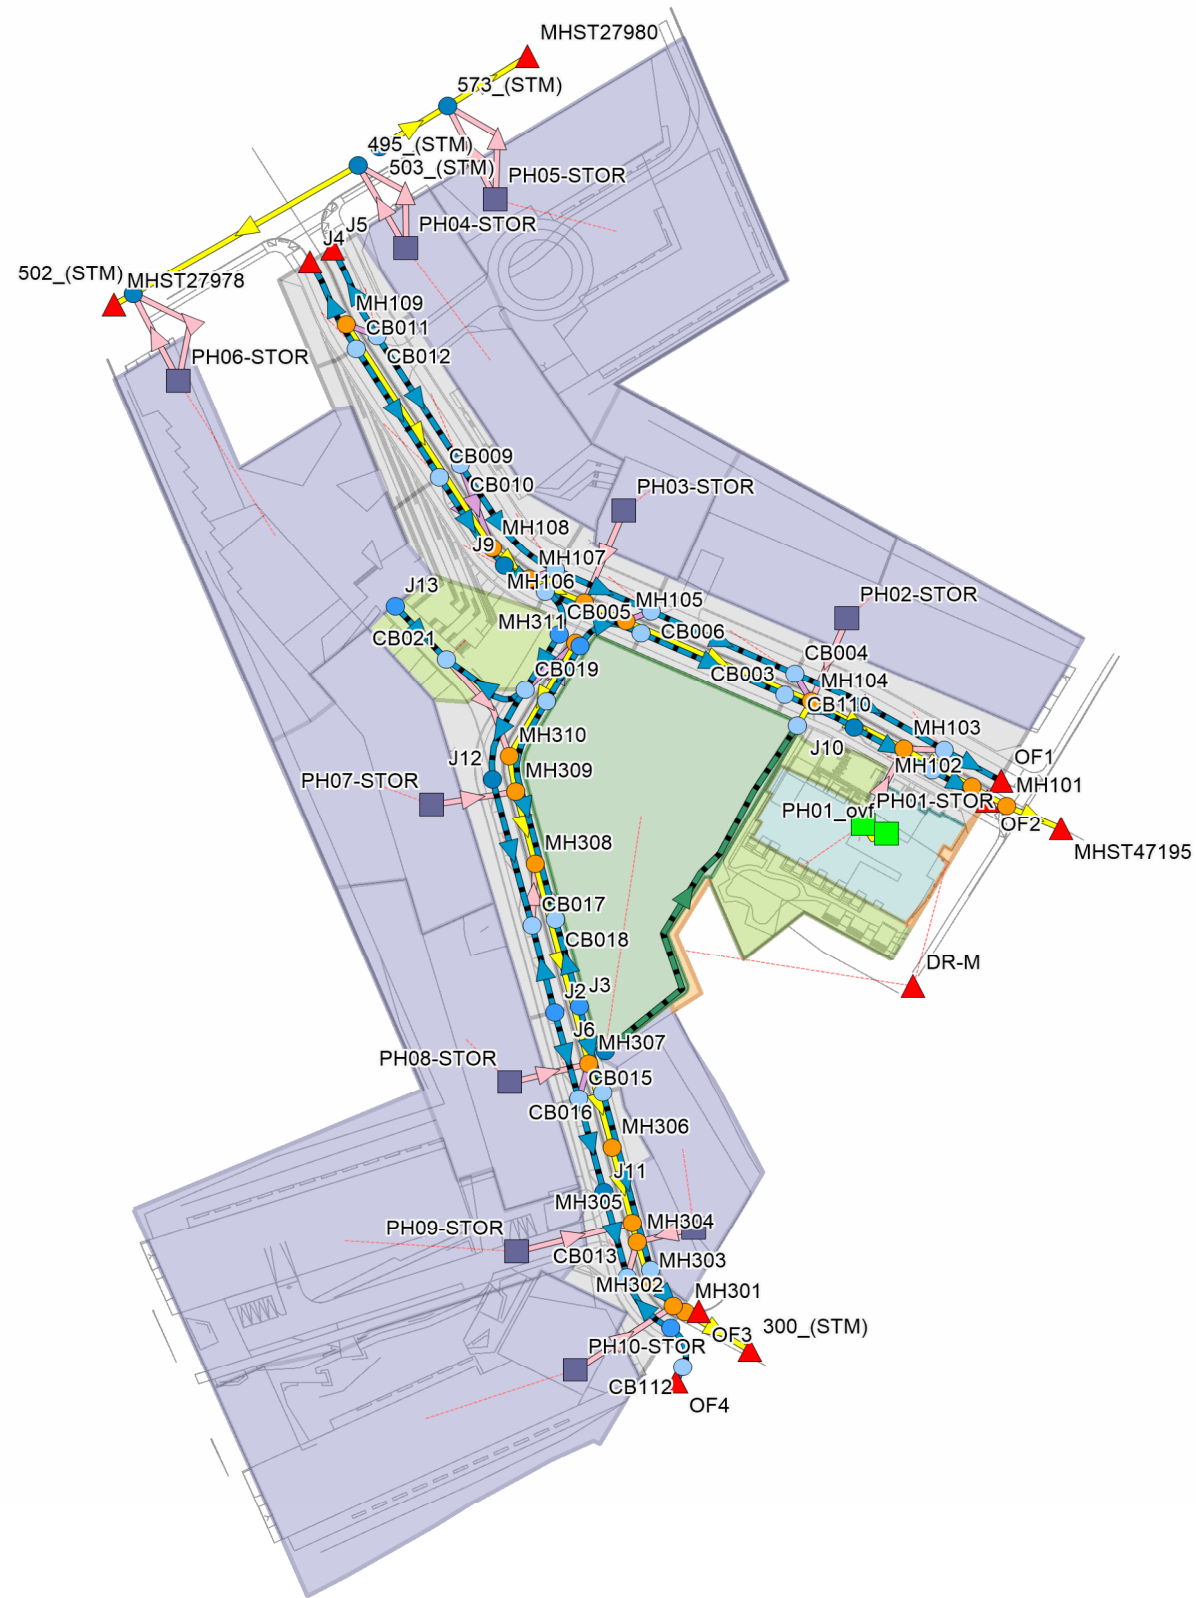 MHST27980
573_(STM)
495_(STM)
503_(STM)
PH05-STOR
PH04-STOR
J5
J4
502_(STM)
MHST27978
MH109
CB011
CB012
PH06-STOR
CB009
CB010
PH03-STOR
MH108
J9
MH107
MH106
J13
CB005
MH105
PH02-STOR
MH311
CB006
CB021
CB004
CB019
CB003
MH104
CB110
MH310
J10
MH103
J12
MH309
MH102
OF1
PH07-STOR
MH101
PH01_ovf
PH01-STOR
OF2
MH308
MHST47195
CB017
CB018
DR-M
J2
J3
J6
MH307
PH08-STOR
CB015
CB016
MH306
J11
MH305
PH09-STOR
MH304
CB013
MH303
MH302
MH301
OF3
300_(STM)
PH10-STOR
CB112
OF4